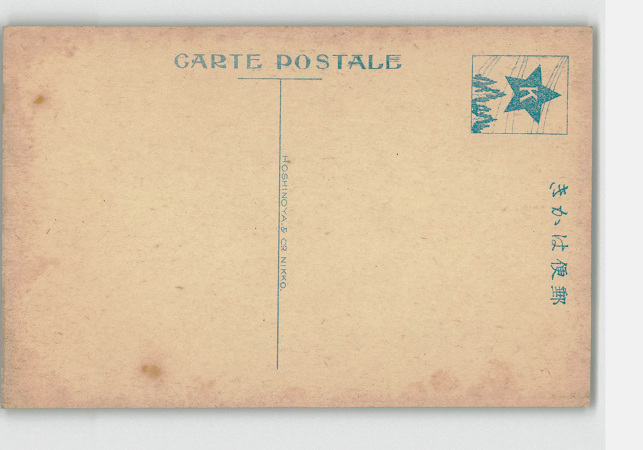 CARTE POSTALE
K
HOSHINOYA & CR. NIKKO.
きかは便郵